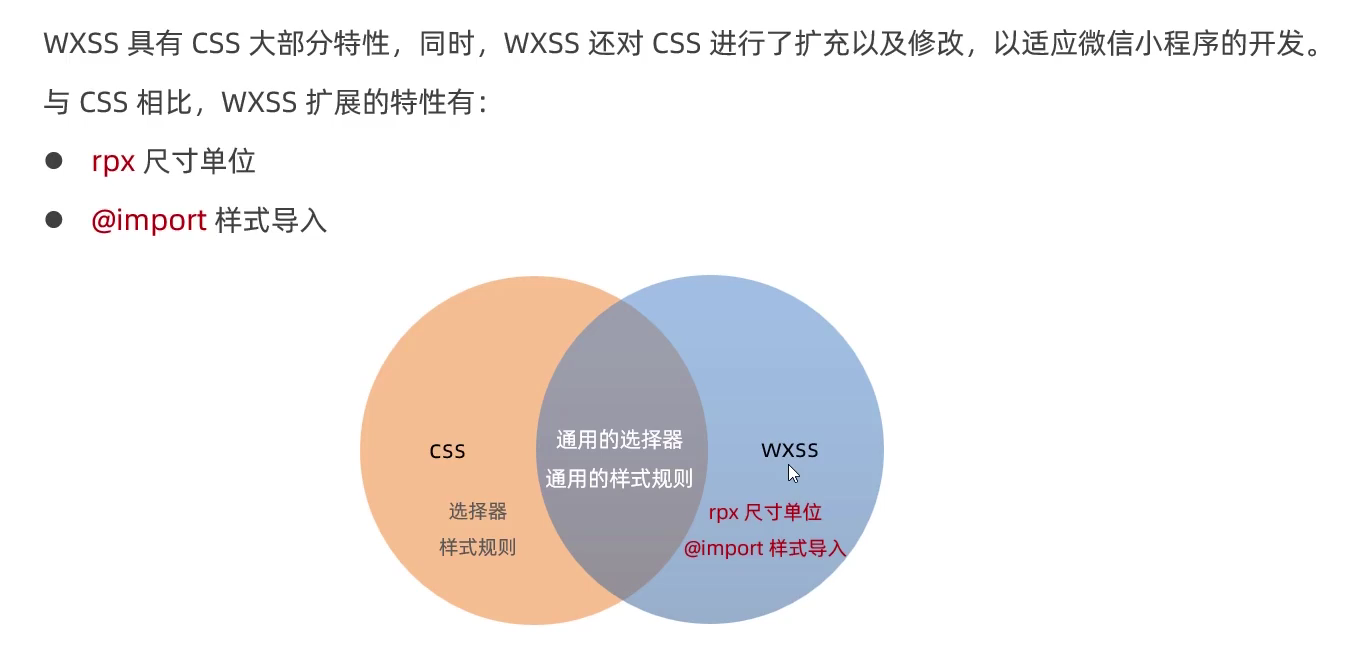 WXSS 具有 CSS 大部分特性，同时，WXSS 还对 CSS 进行了扩充以及修改，以适应微信小程序的开发。
与 CSS 相比，WXSS 扩展的特性有：
● rpx 尺寸单位
● @import 样式导入
通用的选择器
CSS
WXSS
通用的样式规则
选择器
rpx 尺寸单位
样式规则
@import 样式导入